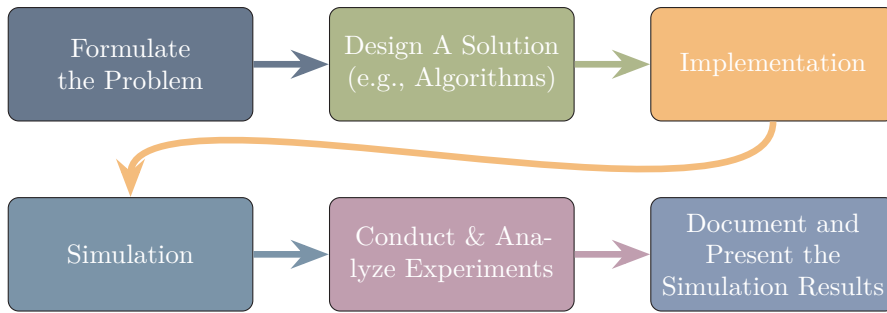 Formulate
the Problem
Design A Solution
(e.g., Algorithms)
Implementation
Simulation
Conduct & Ana-
lyze Experiments
Document and
Present the
Simulation Results